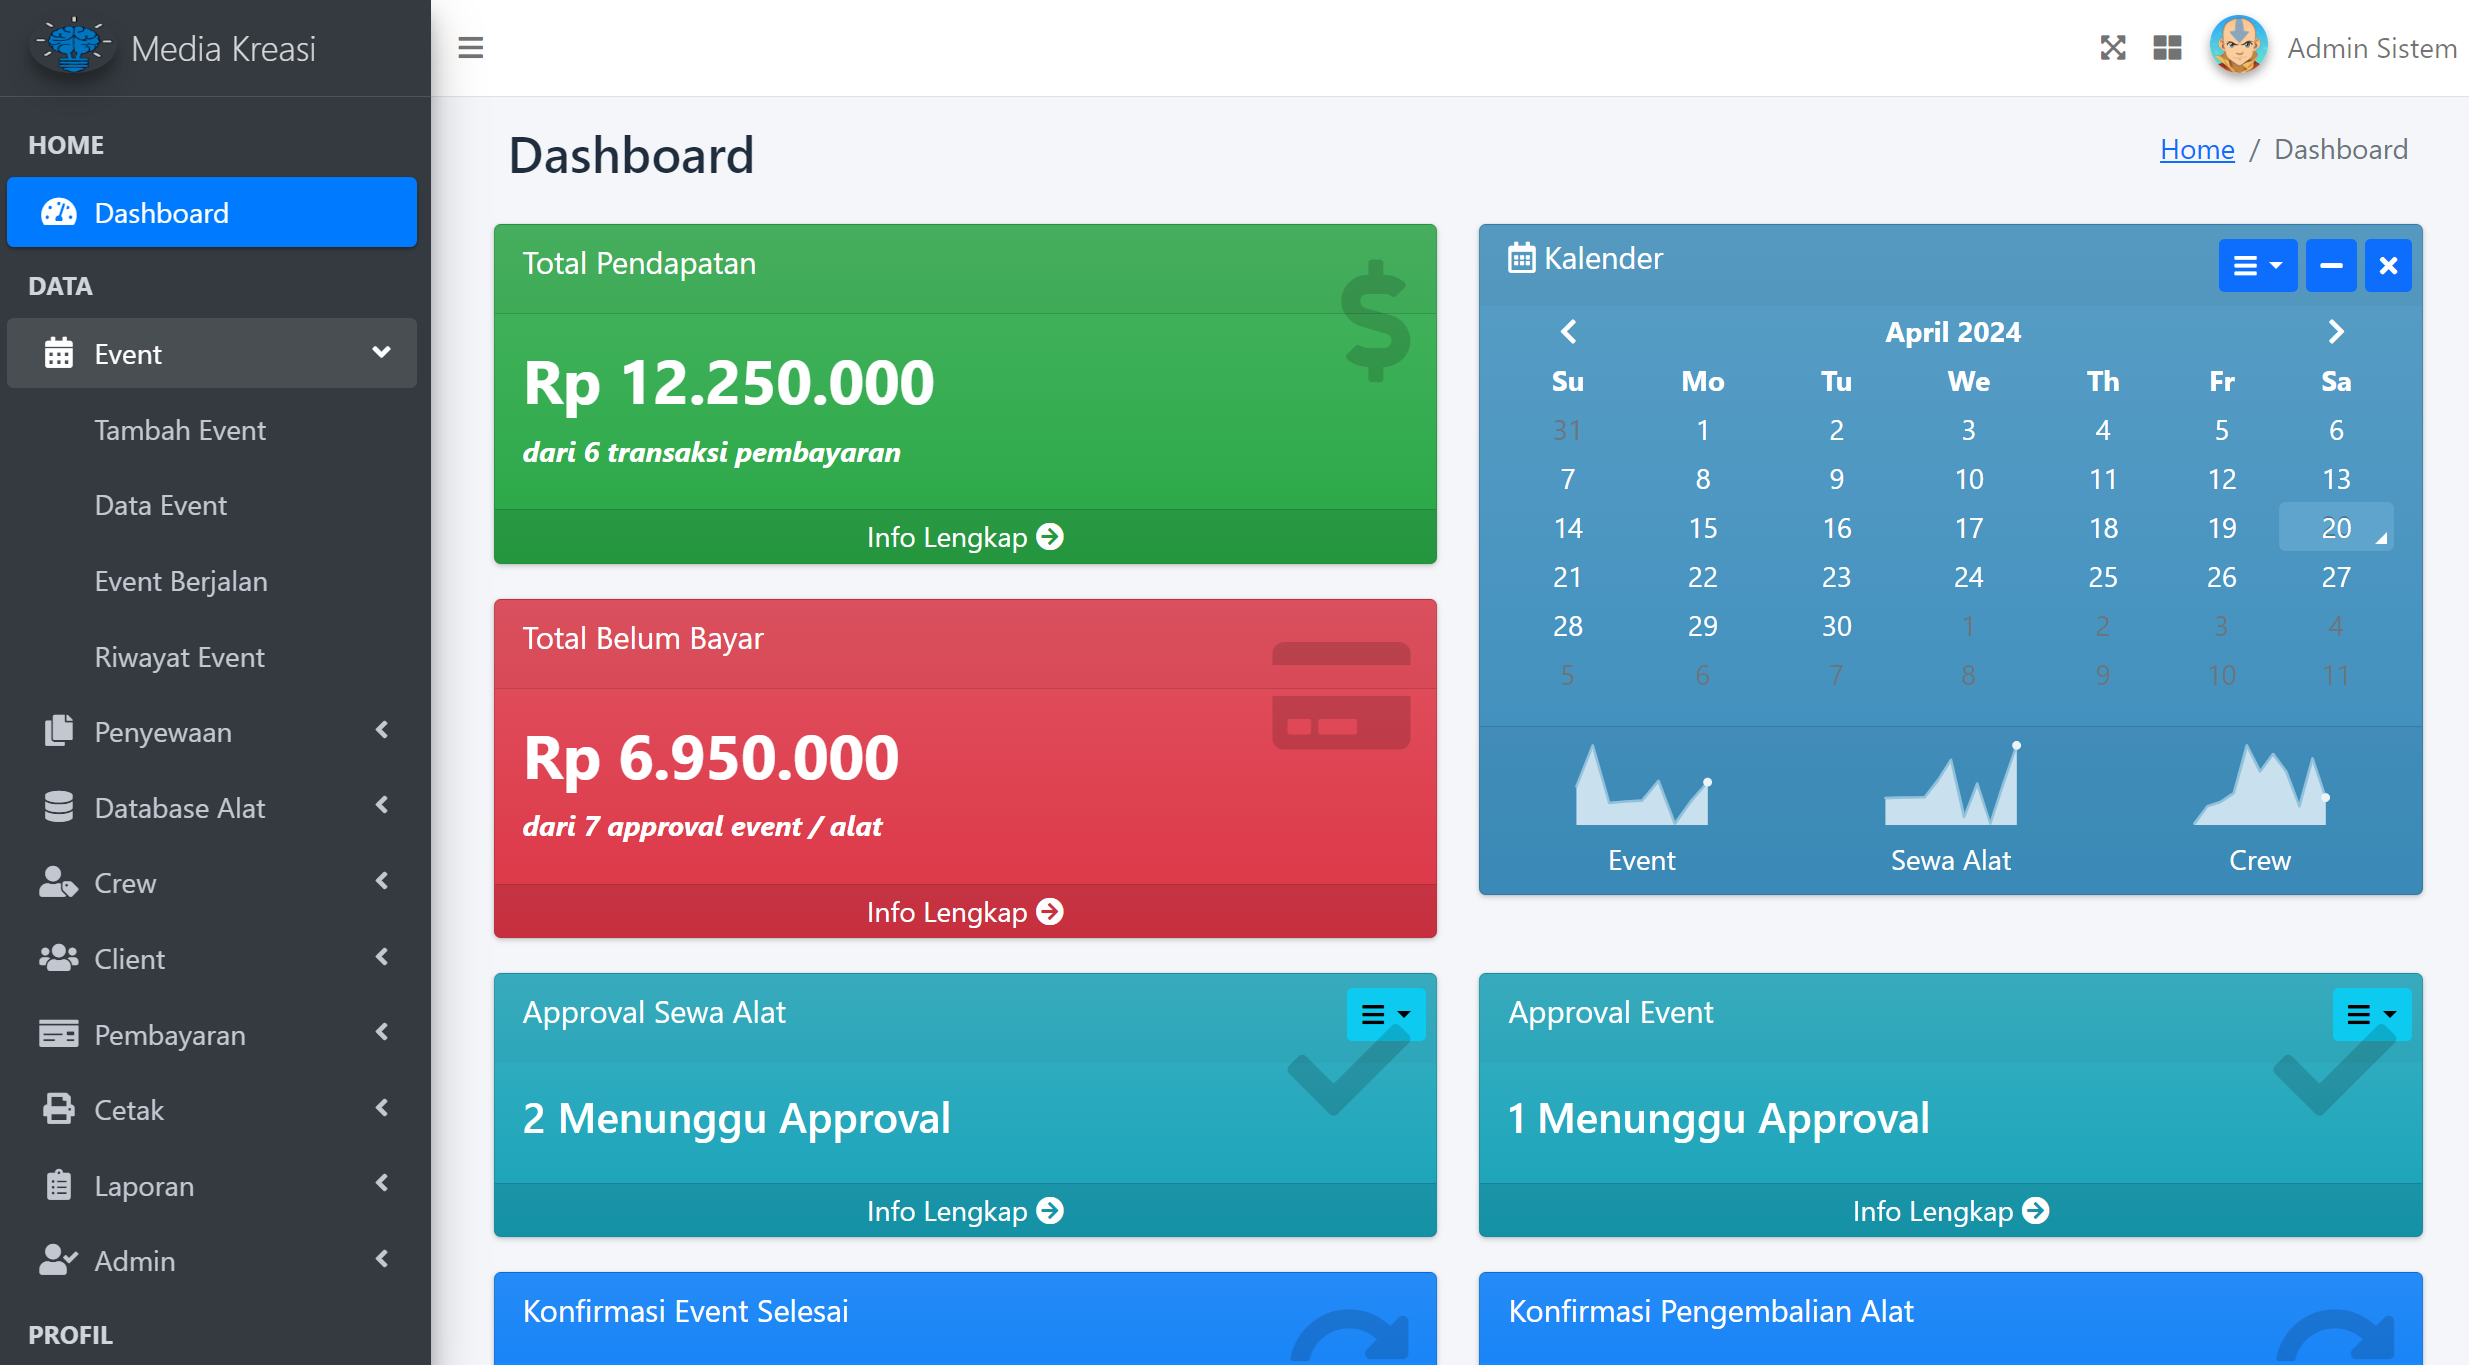 Media Kreasi
Admin Sistem
HOME
Dashboard
DATA
Event
Tambah Event
Data Event
Event Berjalan
Riwayat Event
Penyewaan
Database Alat
Crew
Client
Pembayaran
Cetak
Laporan
Admin
PROFIL
Dashboard
Home / Dashboard
Total Pendapatan
Rp 12.250.000
dari 6 transaksi pembayaran
Info Lengkap
Total Belum Bayar
Rp 6.950.000
dari 7 approval event / alat
Info Lengkap
Kalender
April 2024
Su Mo Tu We Th Fr Sa
31 1 2 3 4 5 6
7 8 9 10 11 12 13
14 15 16 17 18 19 20
21 22 23 24 25 26 27
28 29 30 1 2 3 4
5 6 7 8 9 10 11
Event Sewa Alat Crew
Approval Sewa Alat
2 Menunggu Approval
Info Lengkap
Approval Event
1 Menunggu Approval
Info Lengkap
Konfirmasi Event Selesai
Konfirmasi Pengembalian Alat